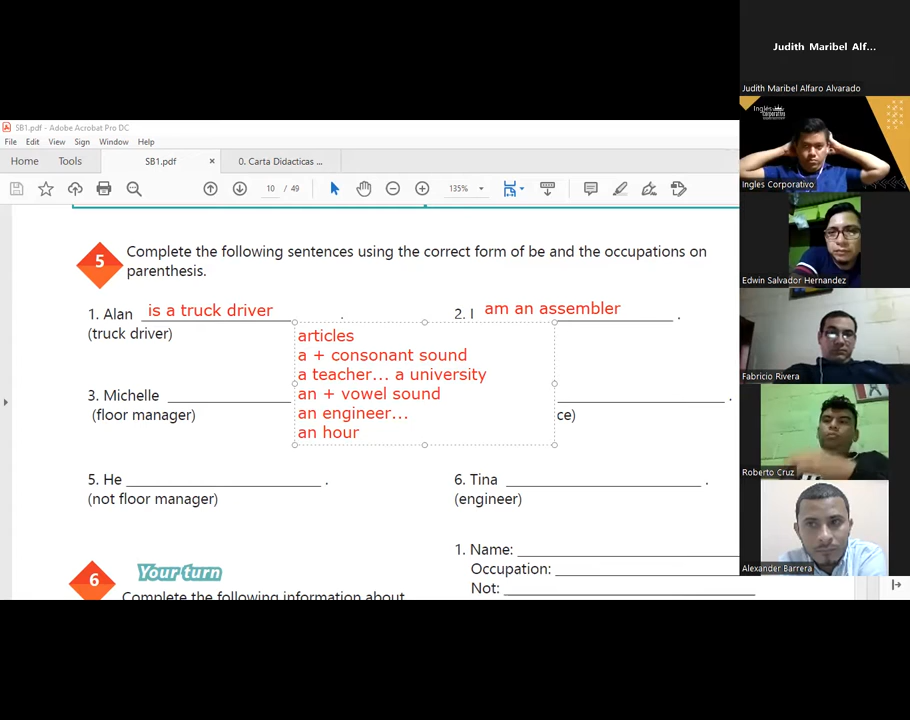 Judith Maribel Alf...
Judith Maribel Alfaro Alvarado
SB1.pdf - Adobe Acrobat Pro DC
File Edit View Sign Window Help
Home Tools SB1.pdf × 0. Carta Didacticas ...
10 / 49 135%
Ingles Corporativo
5 Complete the following sentences using the correct form of be and the occupations on
parenthesis.
Edwin Salvador Hernandez
1. Alan is a truck driver . 2. I am an assembler .
(truck driver)
articles
a + consonant sound
a teacher... a university
an + vowel sound
an engineer...
an hour
3. Michelle .
(floor manager) ce)
Fabricio Rivera
Roberto Cruz
5. He . 6. Tina .
(not floor manager) (engineer)
6 Your turn
Complete the following information about
1. Name:
Occupation:
Not:
Alexander Barrera